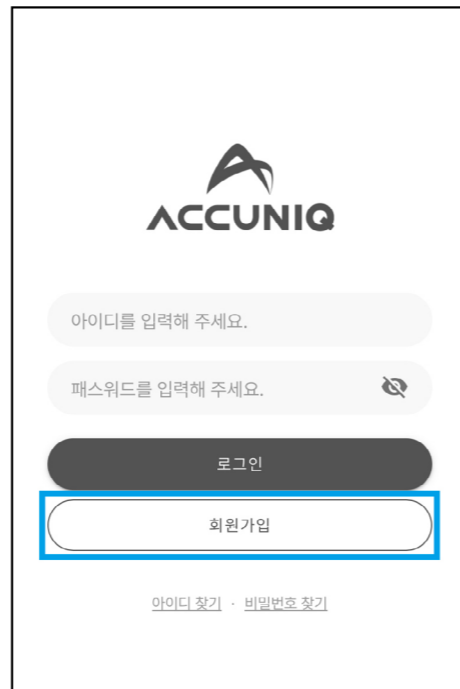 ACCUNIQ
아이디를 입력해 주세요.
패스워드를 입력해 주세요.
로그인
회원가입
아이디 찾기 · 비밀번호 찾기